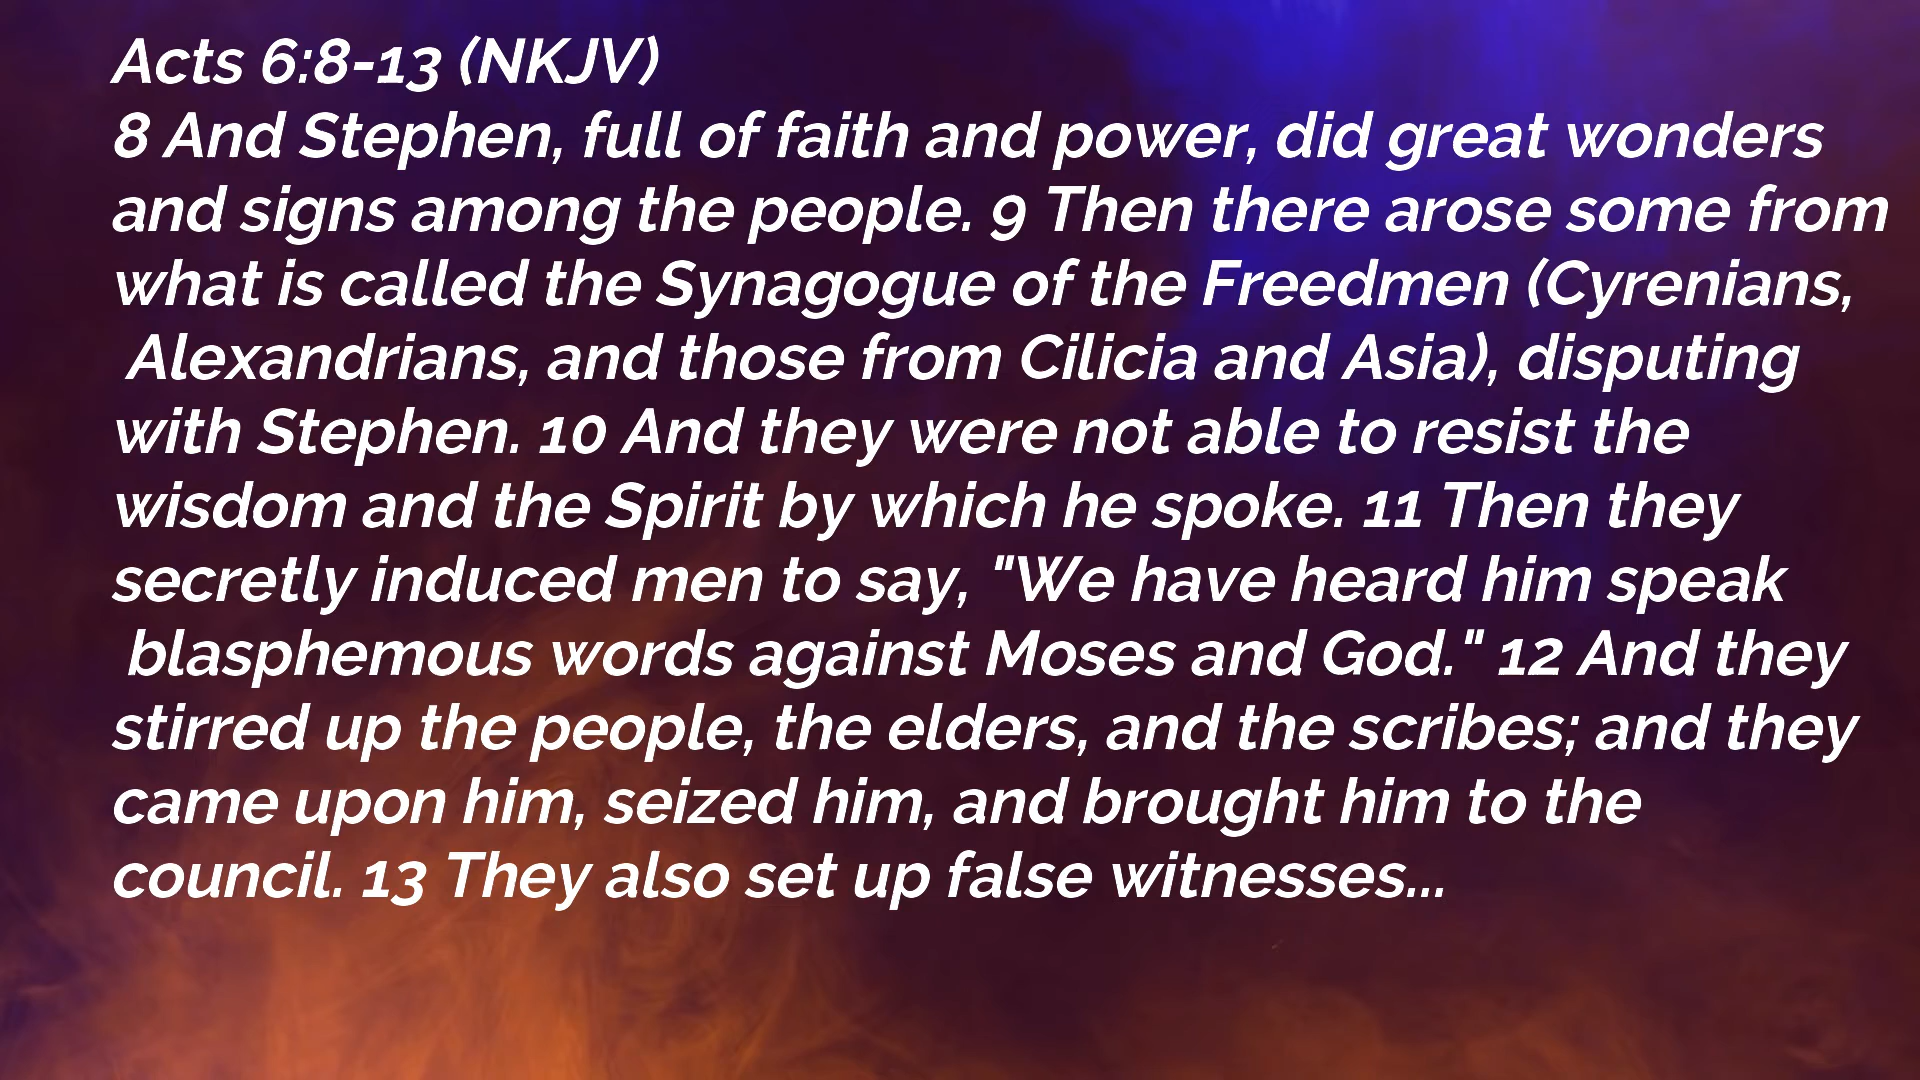 Acts 6:8-13 (NKJV)
8 And Stephen, full of faith and power, did great wonders
and signs among the people. 9 Then there arose some from
what is called the Synagogue of the Freedmen (Cyrenians,
Alexandrians, and those from Cilicia and Asia), disputing
with Stephen. 10 And they were not able to resist the
wisdom and the Spirit by which he spoke. 11 Then they
secretly induced men to say, "We have heard him speak
blasphemous words against Moses and God." 12 And they
stirred up the people, the elders, and the scribes; and they
came upon him, seized him, and brought him to the
council. 13 They also set up false witnesses...